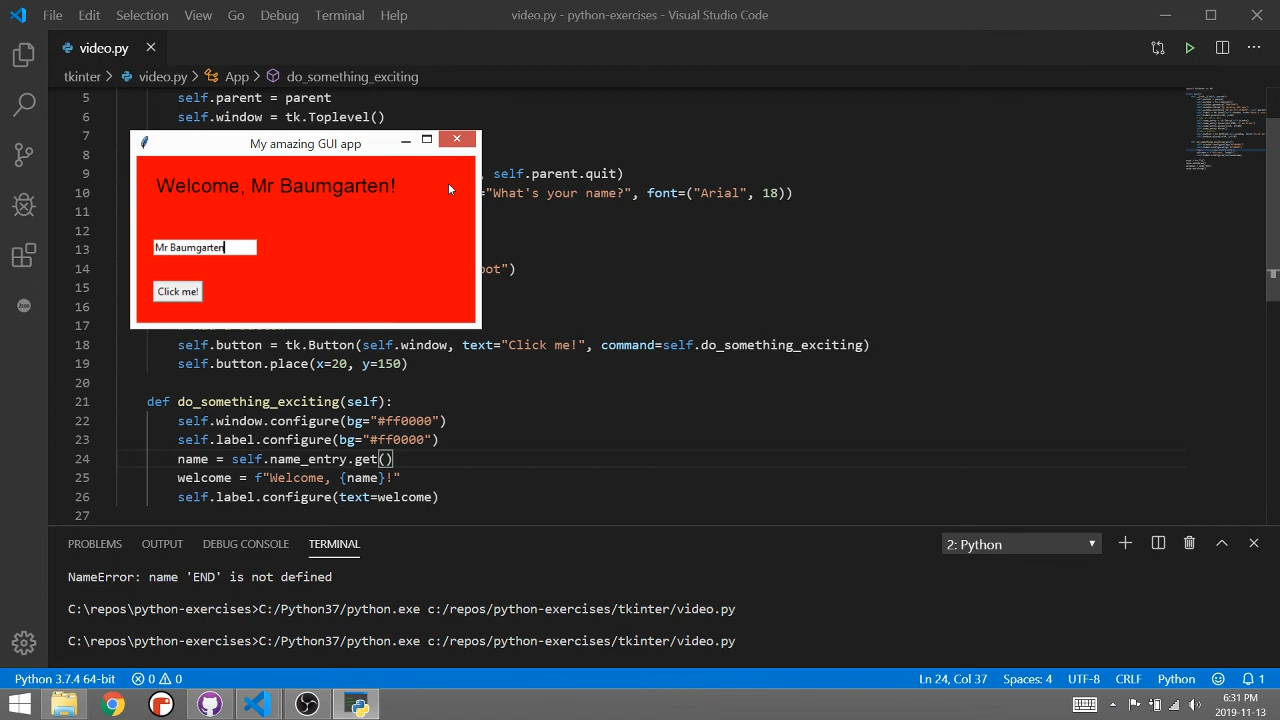 File Edit Selection View Go Debug Terminal Help video.py - python-exercises - Visual Studio Code
video.py
tkinter > video.py > App > do_something_exciting
5 self.parent = parent
6 self.window = tk.Toplevel()
7
My amazing GUI app
8
9 , self.parent.quit)
Welcome, Mr Baumgarten!
10 ="What's your name?", font=("Arial", 18))
11
12
13
Mr Baumgarten
14 oot")
15
Click me!
16
17
18 self.button = tk.Button(self.window, text="Click me!", command=self.do_something_exciting)
19 self.button.place(x=20, y=150)
20
21 def do_something_exciting(self):
22 self.window.configure(bg="#ff0000")
23 self.label.configure(bg="#ff0000")
24 name = self.name_entry.get()
25 welcome = f"Welcome, {name}!"
26 self.label.configure(text=welcome)
27
PROBLEMS OUTPUT DEBUG CONSOLE TERMINAL 2: Python
NameError: name 'END' is not defined
C:\repos\python-exercises>C:/Python37/python.exe c:/repos/python-exercises/tkinter/video.py
C:\repos\python-exercises>C:/Python37/python.exe c:/repos/python-exercises/tkinter/video.py
Python 3.7.4 64-bit 0 0 Ln 24, Col 37 Spaces: 4 UTF-8 CRLF Python 1
6:31 PM
2019-11-13